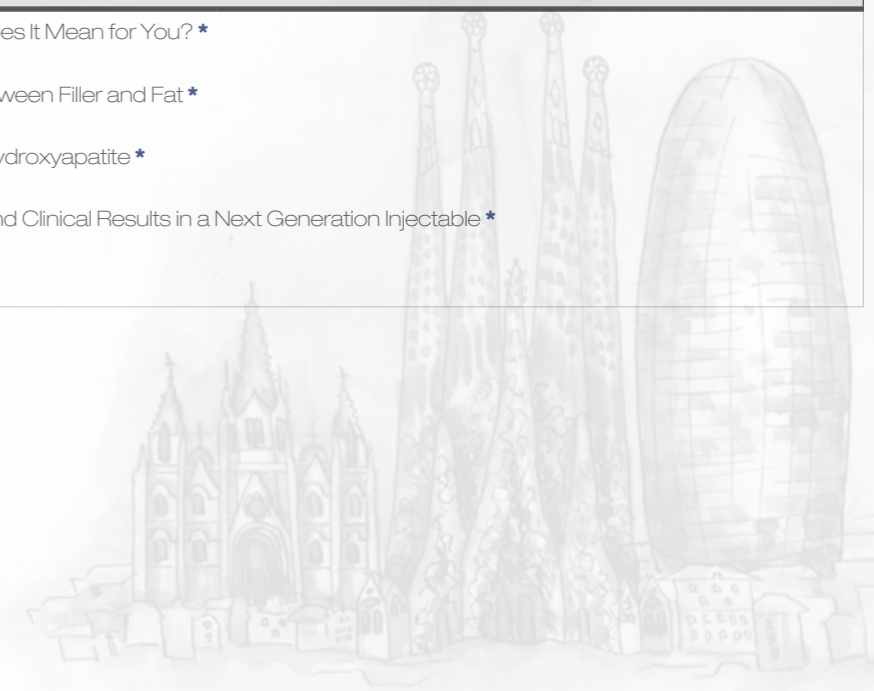 es It Mean for You? *
ween Filler and Fat *
ydroxyapatite *
nd Clinical Results in a Next Generation Injectable *